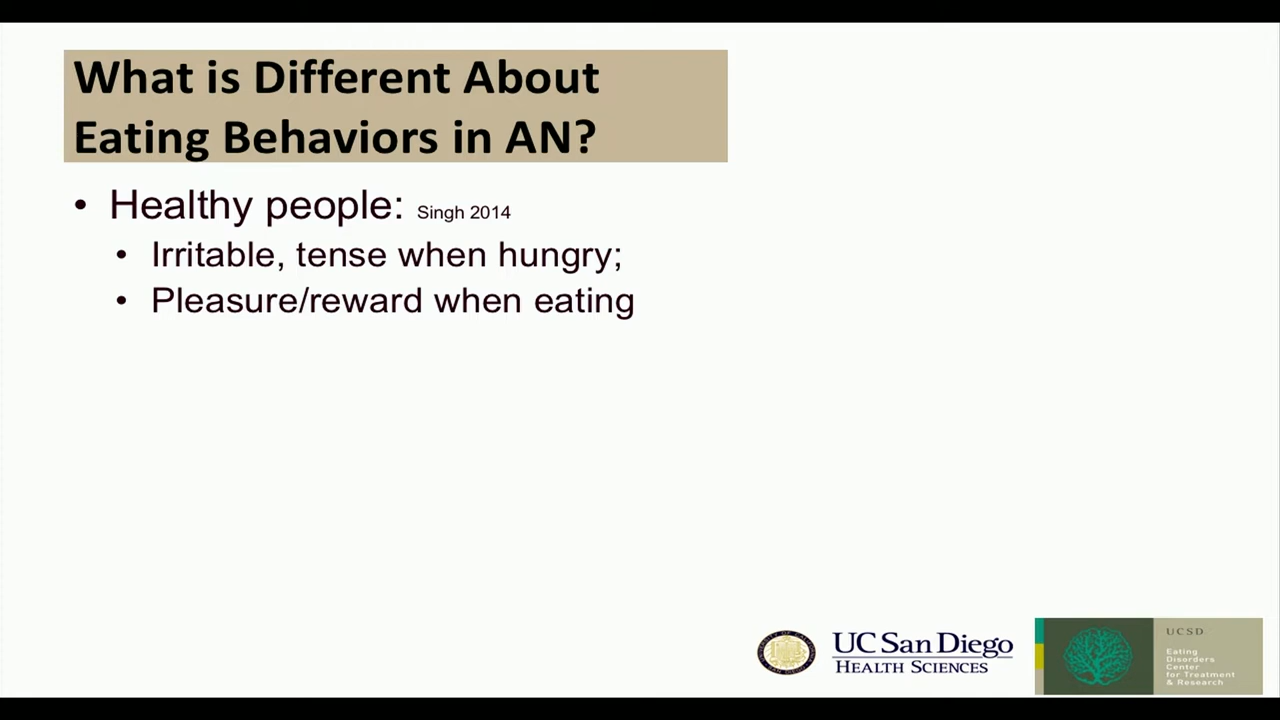 What is Different About
Eating Behaviors in AN?
• Healthy people: Singh 2014
• Irritable, tense when hungry;
• Pleasure/reward when eating
UC San Diego
HEALTH SCIENCES
UCSD
Eating
Disorders
Center
for Treatment
& Research